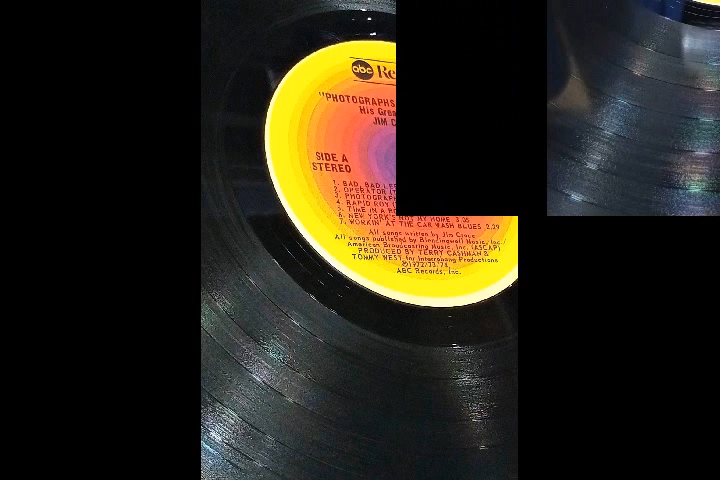 abc Re
"PHOTOGRAPHS
His Grea
JIM C
SIDE A
STEREO
1. BAD, BAD LE
2. OPERATOR (T
3. PHOTOGRAP
4. RAPID ROY (
5. TIME IN A BO
6. NEW YORK'S NOT MY HOME 3:05
7. WORKIN' AT THE CAR WASH BLUES 2:29
All songs written by Jim Croce
All songs published by Blendingwell Music, Inc./
American Broadcasting Music, Inc. (ASCAP)
PRODUCED BY TERRY CASHMAN &
TOMMY WEST for Interrobang Productions
ABC Records, Inc.